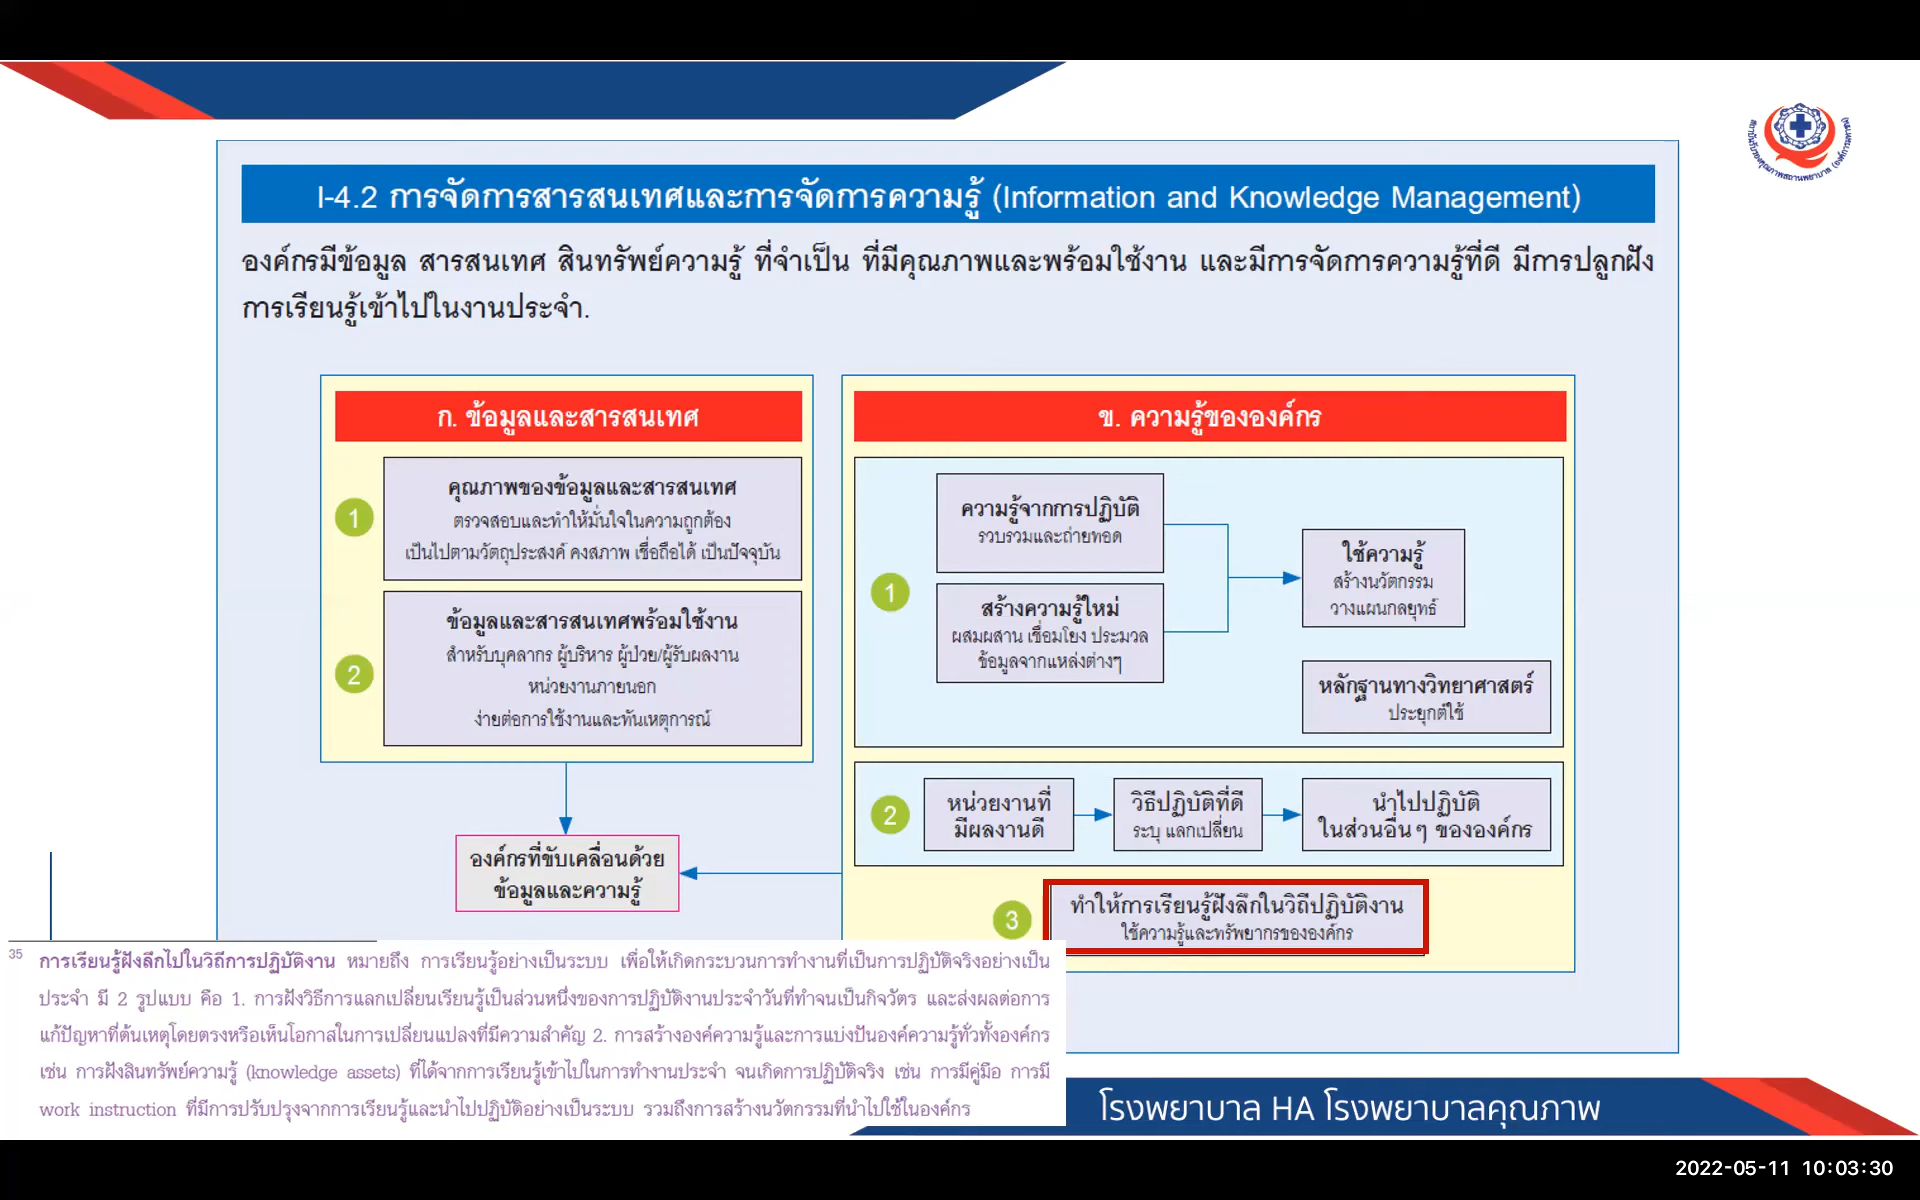 สถาบันรับรองคุณภาพสถานพยาบาล (องค์การมหาชน)
I-4.2 การจัดการสารสนเทศและการจัดการความรู้ (Information and Knowledge Management)
องค์กรมีข้อมูล สารสนเทศ สินทรัพย์ความรู้ ที่จำเป็น ที่มีคุณภาพและพร้อมใช้งาน และมีการจัดการความรู้ที่ดี มีการปลูกฝัง
การเรียนรู้เข้าไปในงานประจำ.
ก. ข้อมูลและสารสนเทศ
1
คุณภาพของข้อมูลและสารสนเทศ
ตรวจสอบและทำให้มั่นใจในความถูกต้อง
เป็นไปตามวัตถุประสงค์ คงสภาพ เชื่อถือได้ เป็นปัจจุบัน
2
ข้อมูลและสารสนเทศพร้อมใช้งาน
สำหรับบุคลากร ผู้บริหาร ผู้ป่วย/ผู้รับผลงาน
หน่วยงานภายนอก
ง่ายต่อการใช้งานและทันเหตุการณ์
องค์กรที่ขับเคลื่อนด้วย
ข้อมูลและความรู้
ข. ความรู้ขององค์กร
1
ความรู้จากการปฏิบัติ
รวบรวมและถ่ายทอด
สร้างความรู้ใหม่
ผสมผสาน เชื่อมโยง ประมวล
ข้อมูลจากแหล่งต่างๆ
ใช้ความรู้
สร้างนวัตกรรม
วางแผนกลยุทธ์
หลักฐานทางวิทยาศาสตร์
ประยุกต์ใช้
2
หน่วยงานที่
มีผลงานดี
วิธีปฏิบัติที่ดี
ระบุ แลกเปลี่ยน
นำไปปฏิบัติ
ในส่วนอื่นๆ ขององค์กร
3
ทำให้การเรียนรู้ฝังลึกในวิถีปฏิบัติงาน
ใช้ความรู้และทรัพยากรขององค์กร
35 การเรียนรู้ฝังลึกไปในวิถีการปฏิบัติงาน หมายถึง การเรียนรู้อย่างเป็นระบบ เพื่อให้เกิดกระบวนการทำงานที่เป็นการปฏิบัติจริงอย่างเป็น
ประจำ มี 2 รูปแบบ คือ 1. การฝังวิธีการแลกเปลี่ยนเรียนรู้เป็นส่วนหนึ่งของการปฏิบัติงานประจำวันที่ทำจนเป็นกิจวัตร และส่งผลต่อการ
แก้ปัญหาที่ต้นเหตุโดยตรงหรือเห็นโอกาสในการเปลี่ยนแปลงที่มีความสำคัญ 2. การสร้างองค์ความรู้และการแบ่งปันองค์ความรู้ทั่วทั้งองค์กร
เช่น การฝังสินทรัพย์ความรู้ (knowledge assets) ที่ได้จากการเรียนรู้เข้าไปในการทำงานประจำ จนเกิดการปฏิบัติจริง เช่น การมีคู่มือ การมี
work instruction ที่มีการปรับปรุงจากการเรียนรู้และนำไปปฏิบัติอย่างเป็นระบบ รวมถึงการสร้างนวัตกรรมที่นำไปใช้ในองค์กร
โรงพยาบาล HA โรงพยาบาลคุณภาพ
2022-05-11 10:03:30